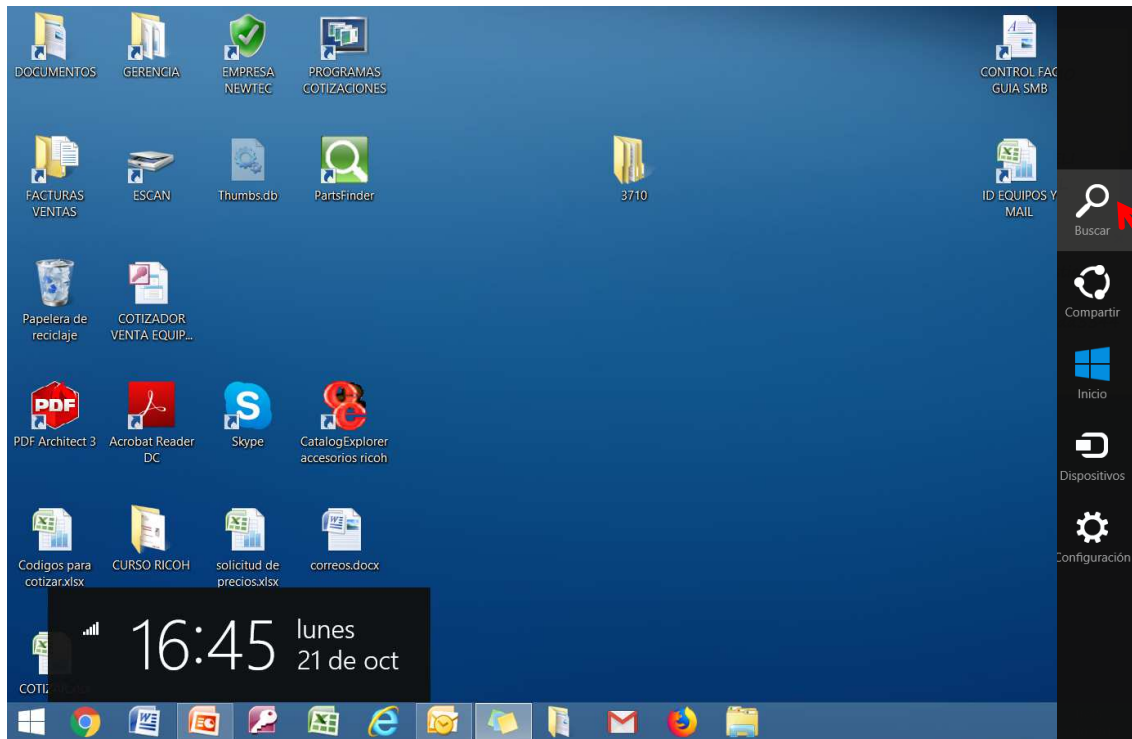 DOCUMENTOS
GERENCIA
EMPRESA
NEWTEC
PROGRAMAS
COTIZACIONES
CONTROL FAC
GUIA SMB
FACTURAS
VENTAS
ESCAN
Thumbs.db
PartsFinder
3710
ID EQUIPOS Y
MAIL
Buscar
Papelera de
reciclaje
COTIZADOR
VENTA EQUIP...
Compartir
Inicio
PDF
PDF Architect 3
Acrobat Reader
DC
Skype
CatalogExplorer
accesorios ricoh
Dispositivos
Codigos para
cotizar.xlsx
CURSO RICOH
solicitud de
precios.xlsx
correos.docx
Configuración
16:45
lunes
21 de oct